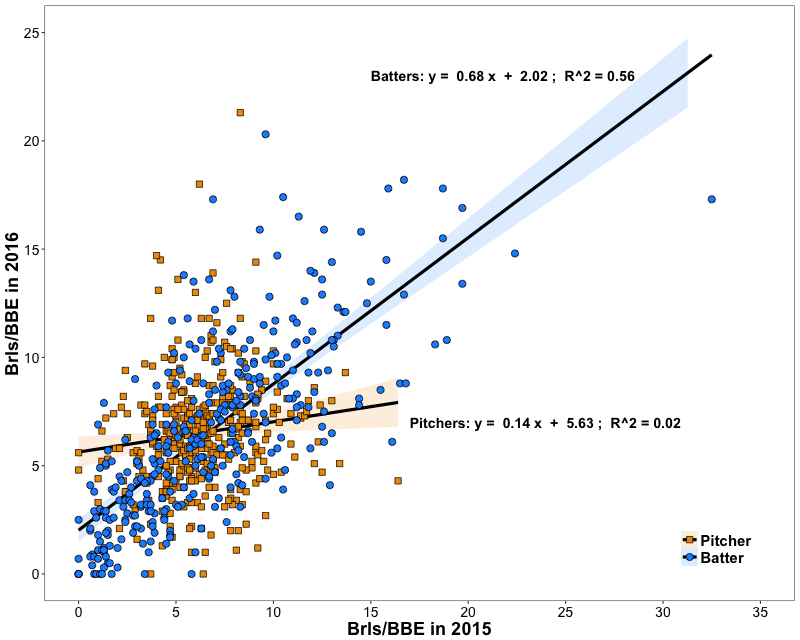 25
20
15
10
5
0
Brls/BBE in 2016
Batters: y = 0.68 x + 2.02 ; R^2 = 0.56
Pitchers: y = 0.14 x + 5.63 ; R^2 = 0.02
Pitcher
Batter
0 5 10 15 20 25 30 35
Brls/BBE in 2015